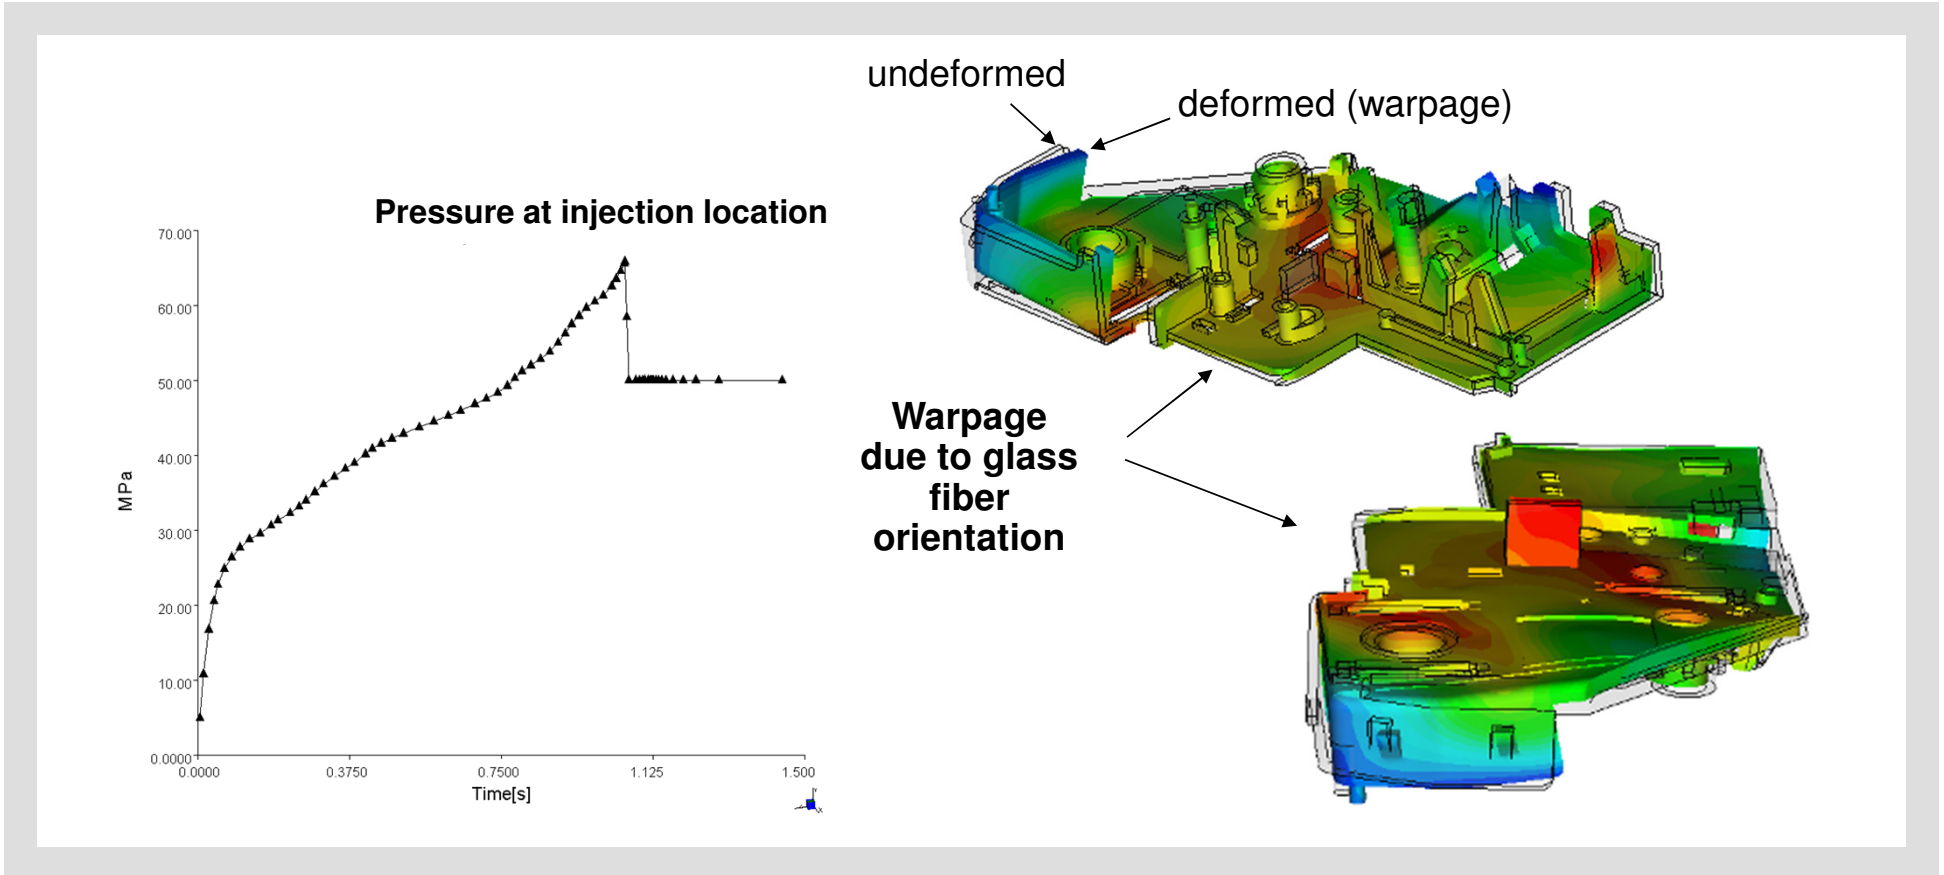 undeformed
deformed (warpage)
Pressure at injection location
70.00
60.00
50.00
40.00
30.00
20.00
10.00
0.0000
MPa
0.0000
0.3750
0.7500
1.125
1.500
Time[s]
Warpage
due to glass
fiber
orientation